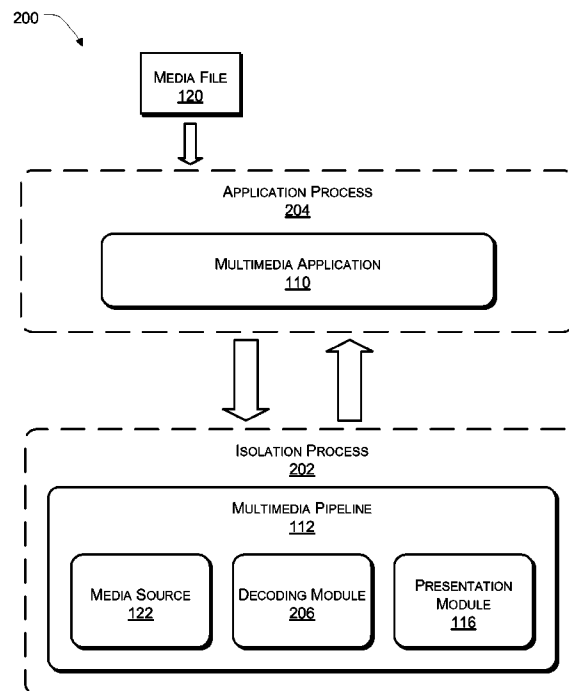 200
MEDIA FILE
120
APPLICATION PROCESS
204
MULTIMEDIA APPLICATION
110
ISOLATION PROCESS
202
MULTIMEDIA PIPELINE
112
MEDIA SOURCE
122
DECODING MODULE
206
PRESENTATION
MODULE
116